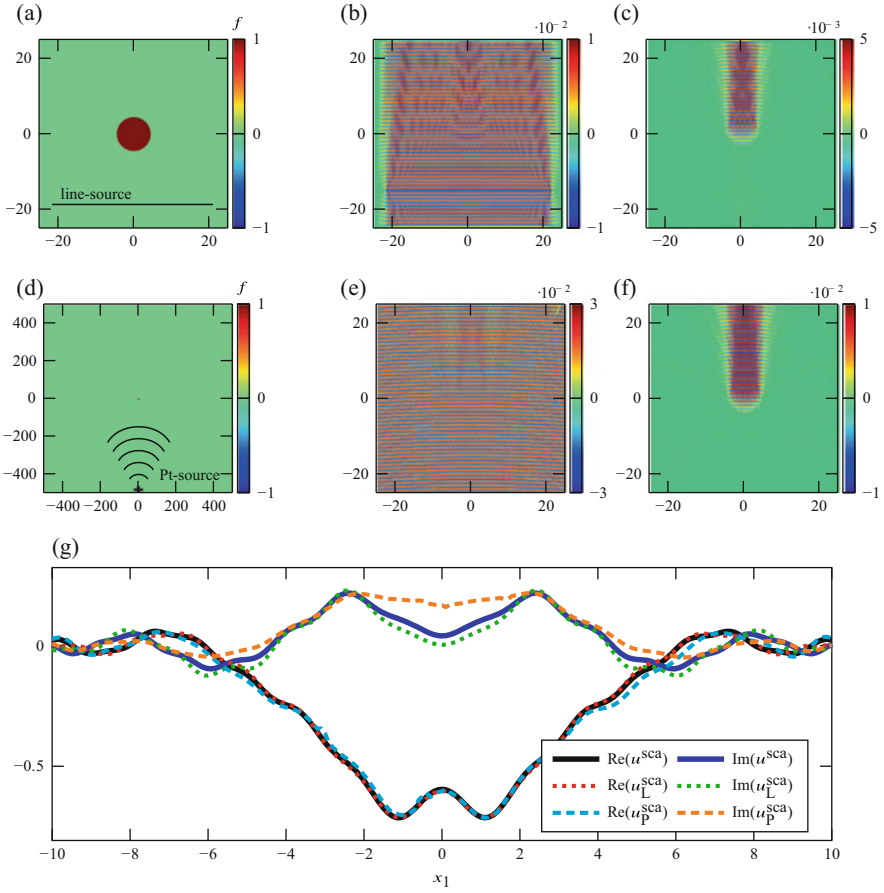 (a) f (b) ·10−2 (c) ·10−3
1 1 5
20 20 20
0 0 0 0 0 0
line-source
−20 −20 −20
−1 −1 −5
−20 0 20 −20 0 20 −20 0 20
(d) f (e) ·10−2 (f) ·10−2
1 3 1
400 20 20
200
0 0 0 0 0 0
−200
Pt-source
−400 −20 −20
−1 −3 −1
−400 −200 0 200 400 −20 0 20 −20 0 20
(g)
0
−0.5
Re(u^sca) Im(u^sca)
Re(u_L^sca) Im(u_L^sca)
Re(u_P^sca) Im(u_P^sca)
−10 −8 −6 −4 −2 0 2 4 6 8 10
x1